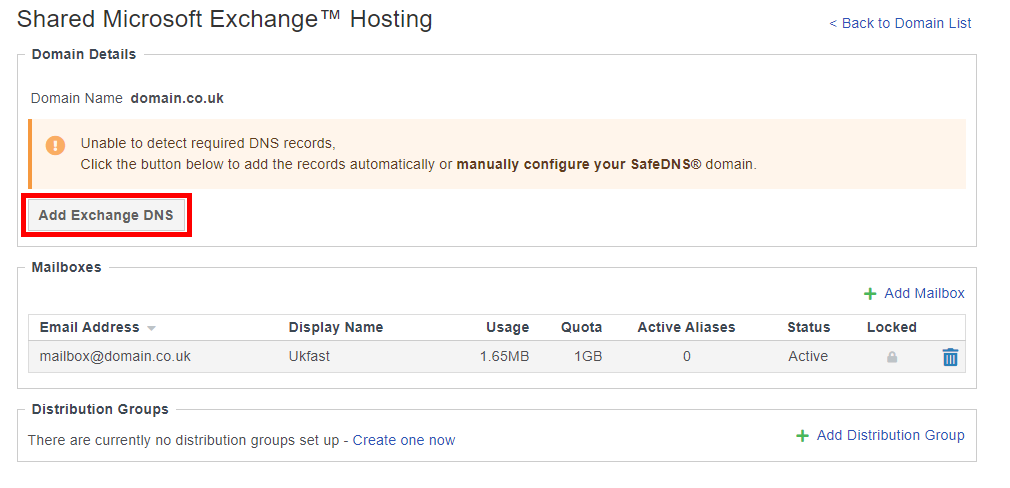 Shared Microsoft Exchange™ Hosting
< Back to Domain List
Domain Details
Domain Name domain.co.uk
Unable to detect required DNS records,
Click the button below to add the records automatically or manually configure your SafeDNS® domain.
Add Exchange DNS
Mailboxes
Add Mailbox
Email Address Display Name Usage Quota Active Aliases Status Locked
mailbox@domain.co.uk Ukfast 1.65MB 1GB 0 Active
Distribution Groups
There are currently no distribution groups set up - Create one now
Add Distribution Group